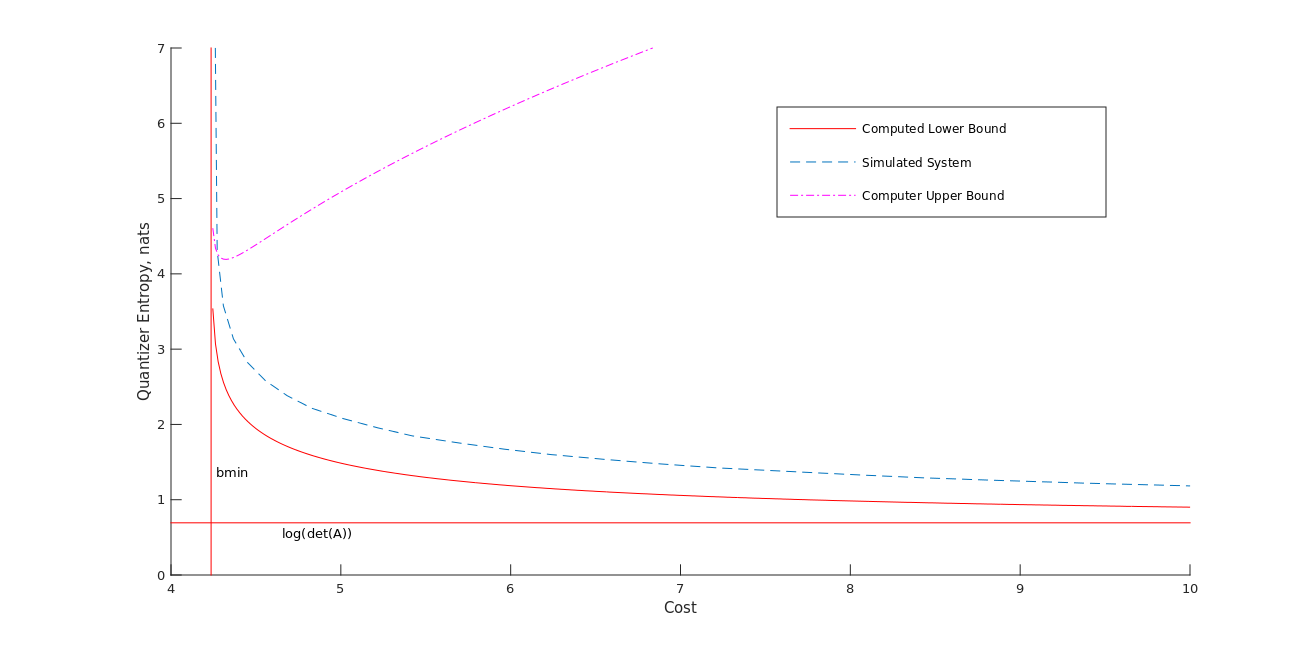 7
6
5
4
3
2
1
0
Quantizer Entropy, nats
Computed Lower Bound
Simulated System
Computer Upper Bound
bmin
log(det(A))
4 5 6 7 8 9 10
Cost